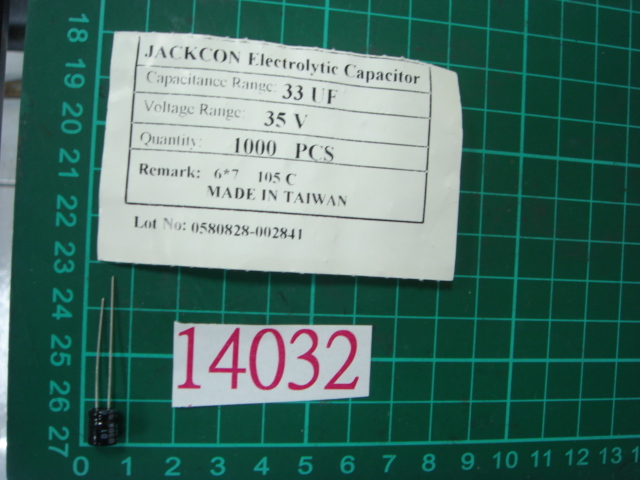 JACKCON Electrolytic Capacitor
Capacitance Range: 33 UF
Voltage Range: 35 V
Quantity: 1000 PCS
Remark: 6*7 105 C
MADE IN TAIWAN
Lot No: 0580828-002841
14032
18
19
20
21
22
23
24
25
26
27
0 1 2 3 4 5 6 7 8 9 10 11 12 13